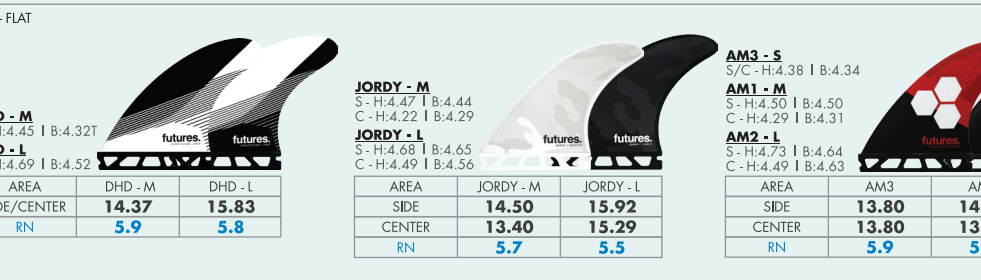 - FLAT
- M
H:4.45 | B:4.32T
- L
H:4.69 | B:4.52
futures.
futures.
AREA DHD - M DHD - L
DE/CENTER 14.37 15.83
RN 5.9 5.8
JORDY - M
S - H:4.47 | B:4.44
C - H:4.22 | B:4.29
JORDY - L
S - H:4.68 | B:4.65
C - H:4.49 | B:4.56
futures.
futures.
AREA JORDY - M JORDY - L
SIDE 14.50 15.92
CENTER 13.40 15.29
RN 5.7 5.5
AM3 - S
S/C - H:4.38 | B:4.34
AM1 - M
S - H:4.50 | B:4.50
C - H:4.29 | B:4.31
AM2 - L
S - H:4.73 | B:4.64
C - H:4.49 | B:4.63
futures.
AREA AM3
SIDE 13.80 14
CENTER 13.80 13
RN 5.9 5